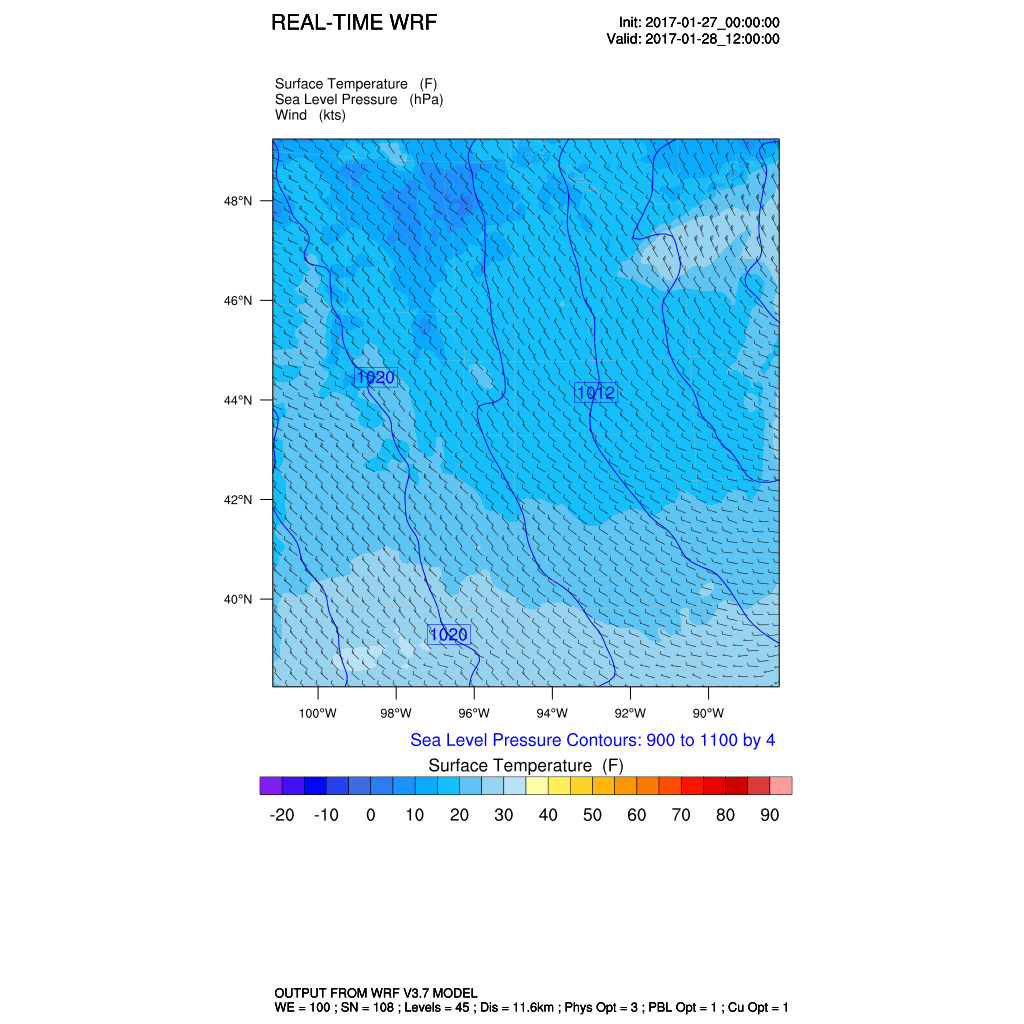 REAL-TIME WRF
Init: 2017-01-27_00:00:00
Valid: 2017-01-28_12:00:00
Surface Temperature (F)
Sea Level Pressure (hPa)
Wind (kts)
48°N
46°N
44°N
42°N
40°N
1020
1012
1020
100°W 98°W 96°W 94°W 92°W 90°W
Sea Level Pressure Contours: 900 to 1100 by 4
Surface Temperature (F)
-20 -10 0 10 20 30 40 50 60 70 80 90
OUTPUT FROM WRF V3.7 MODEL
WE = 100 ; SN = 108 ; Levels = 45 ; Dis = 11.6km ; Phys Opt = 3 ; PBL Opt = 1 ; Cu Opt = 1